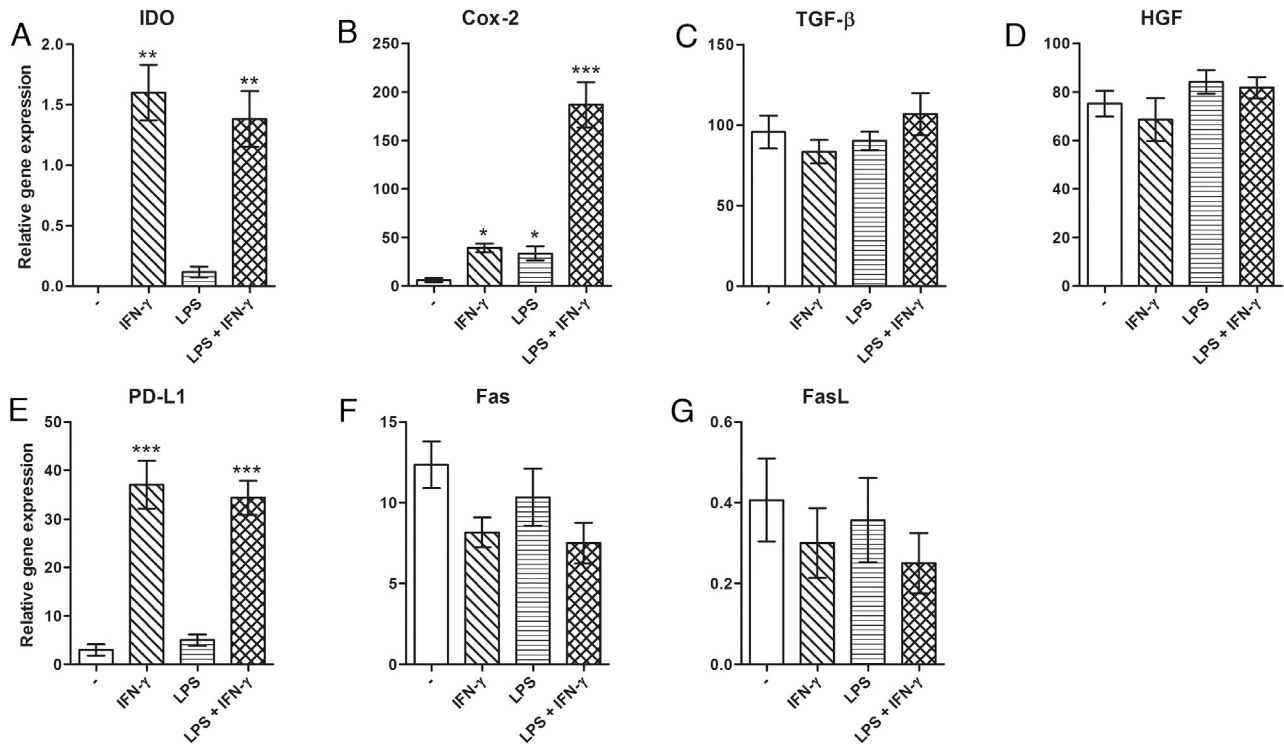 A
IDO
Relative gene expression
2.0
1.5
1.0
0.5
0.0
**
**
-
IFN-γ
LPS
LPS + IFN-γ
B
Cox-2
250
200
150
100
50
0
*
*
***
-
IFN-γ
LPS
LPS + IFN-γ
C
TGF-β
150
100
50
0
-
IFN-γ
LPS
LPS + IFN-γ
D
HGF
100
80
60
40
20
0
-
IFN-γ
LPS
LPS + IFN-γ
E
PD-L1
Relative gene expression
50
40
30
20
10
0
***
***
-
IFN-γ
LPS
LPS + IFN-γ
F
Fas
15
10
5
0
-
IFN-γ
LPS
LPS + IFN-γ
G
FasL
0.6
0.4
0.2
0.0
-
IFN-γ
LPS
LPS + IFN-γ